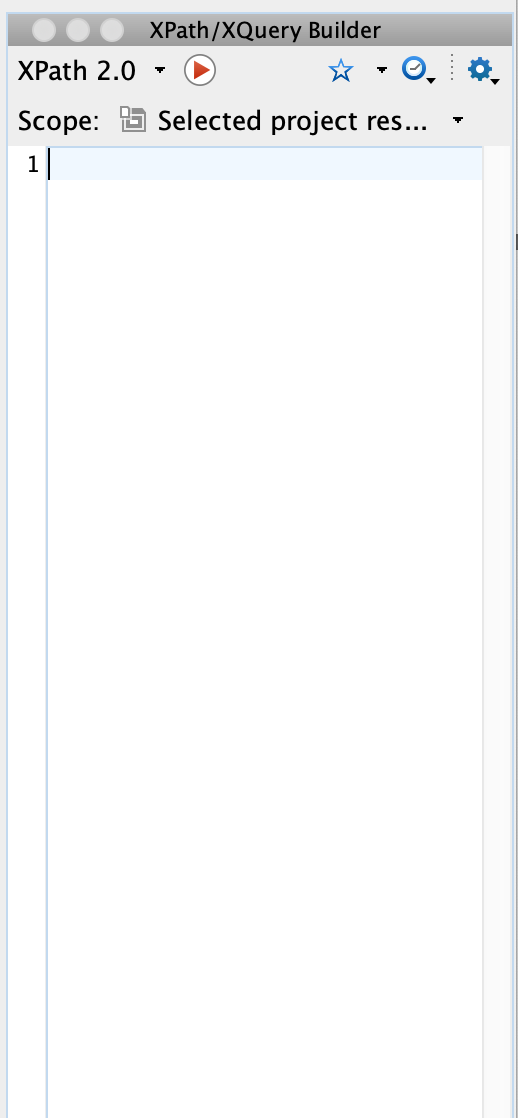 XPath/XQuery Builder
XPath 2.0
Scope: Selected project res...
1